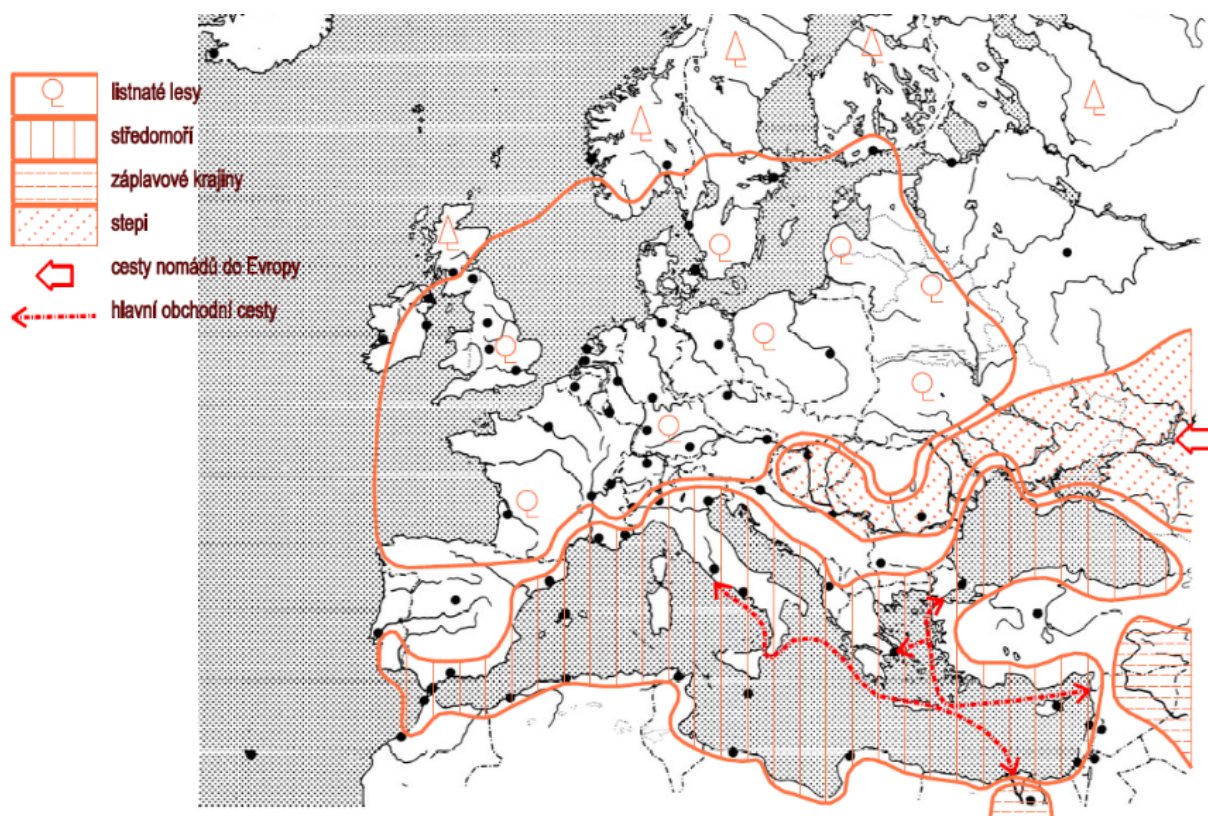 listnaté lesy
středomoří
záplavové krajiny
stepi
cesty nomádů do Evropy
hlavní obchodní cesty